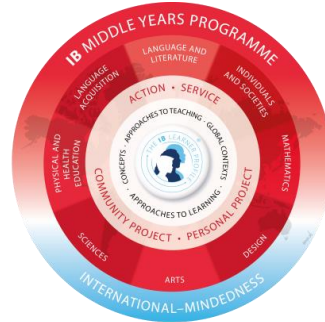 IB MIDDLE YEARS PROGRAMME
LANGUAGE AND
LITERATURE
LANGUAGE
ACQUISITION
INDIVIDUALS
AND SOCIETIES
PHYSICAL AND
HEALTH
EDUCATION
MATHEMATICS
SCIENCES
ARTS
DESIGN
ACTION • SERVICE
COMMUNITY PROJECT • PERSONAL PROJECT
APPROACHES TO TEACHING •
GLOBAL CONTEXTS
CONCEPTS •
• APPROACHES TO LEARNING •
THE IB LEARNER PROFILE
INTERNATIONAL–MINDEDNESS